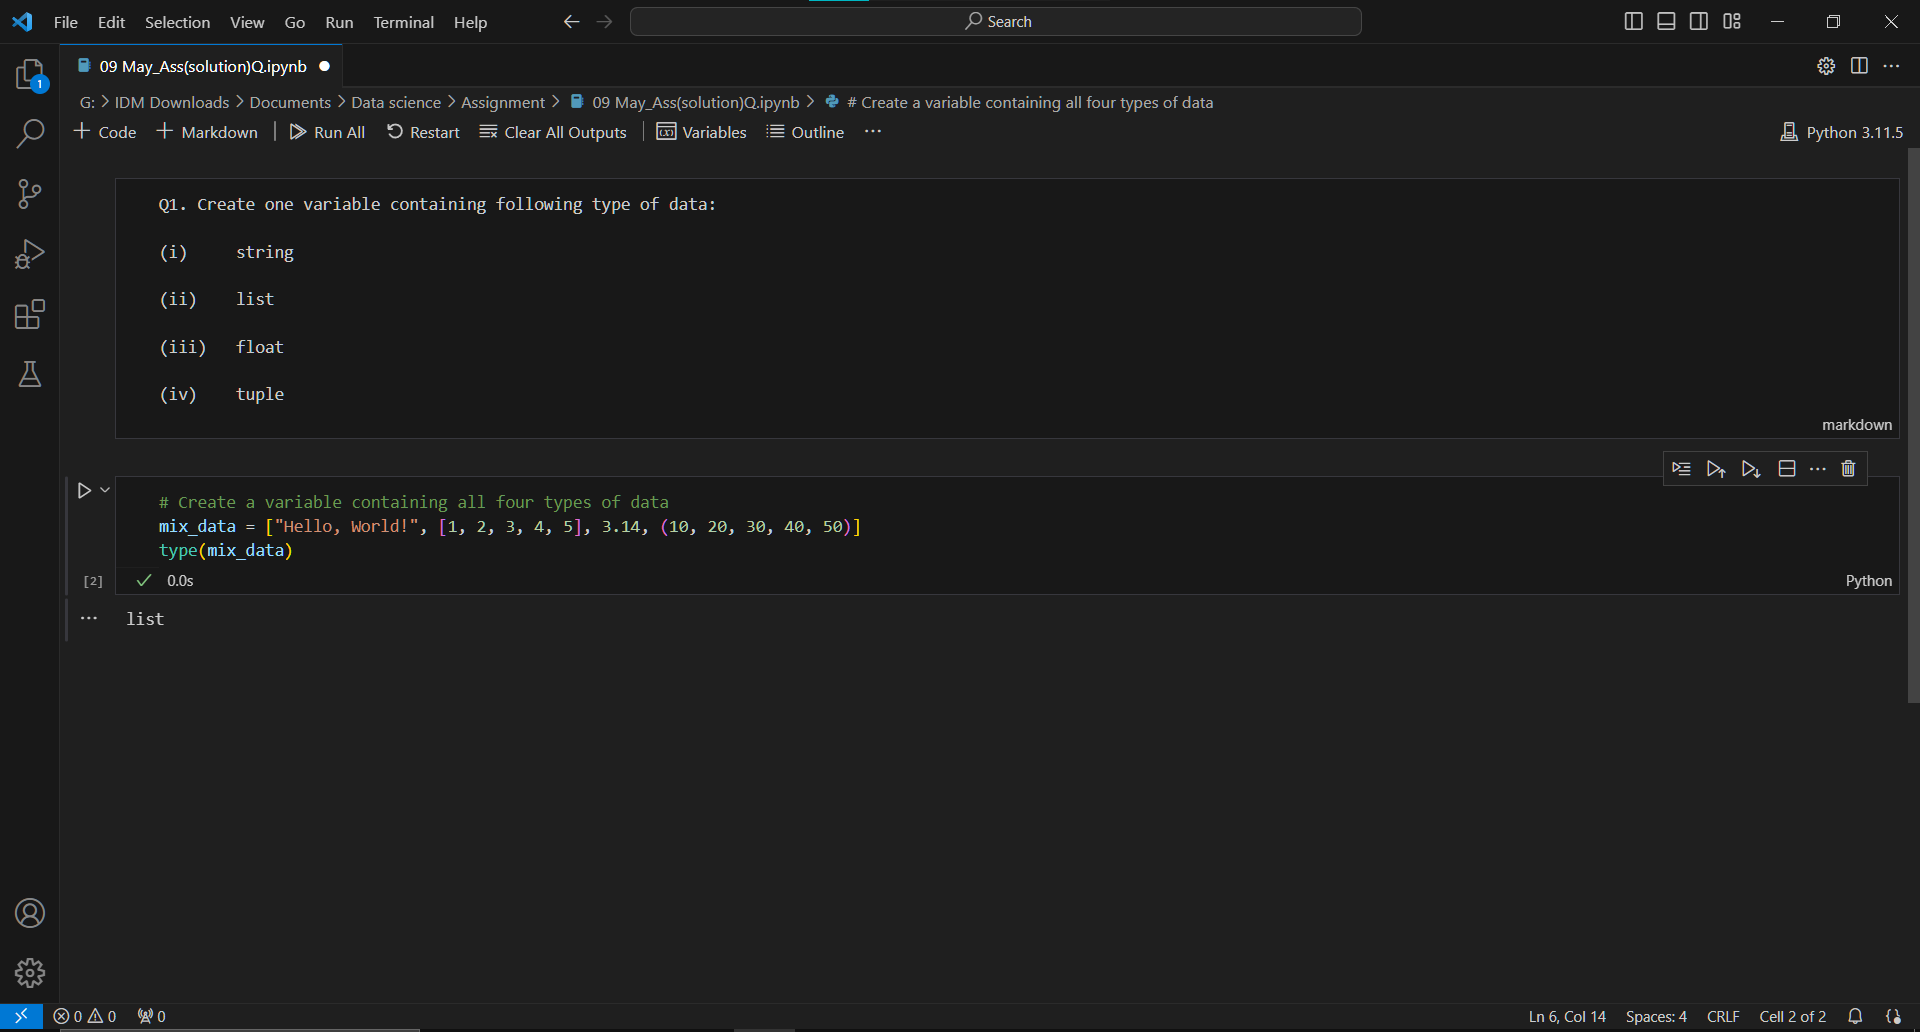 File Edit Selection View Go Run Terminal Help Search
09 May_Ass(solution)Q.ipynb
1
G: > IDM Downloads > Documents > Data science > Assignment > 09 May_Ass(solution)Q.ipynb > # Create a variable containing all four types of data
+ Code + Markdown | Run All Restart Clear All Outputs | Variables Outline ... Python 3.11.5
Q1. Create one variable containing following type of data:
(i) string
(ii) list
(iii) float
(iv) tuple
markdown
# Create a variable containing all four types of data
mix_data = ["Hello, World!", [1, 2, 3, 4, 5], 3.14, (10, 20, 30, 40, 50)]
type(mix_data)
[2] 0.0s Python
... list
0 0 0 Ln 6, Col 14 Spaces: 4 CRLF Cell 2 of 2